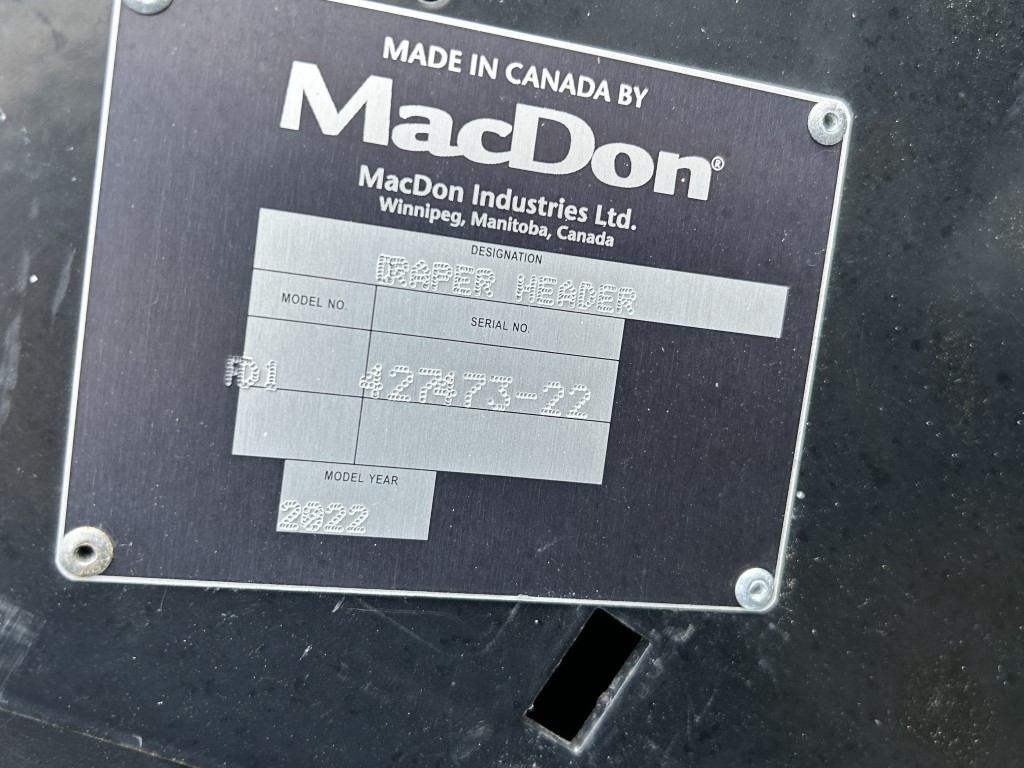 MADE IN CANADA BY
MacDon®
MacDon Industries Ltd.
Winnipeg, Manitoba, Canada
DESIGNATION
DRAPER HEADER
MODEL NO.
SERIAL NO.
FD1
427473-22
MODEL YEAR
2022